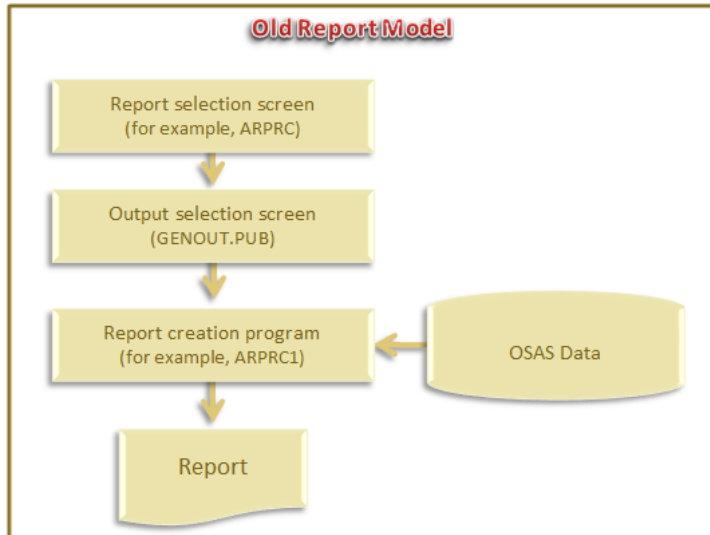 Old Report Model
Report selection screen
(for example, ARPRC)
Output selection screen
(GENOUT.PUB)
Report creation program
(for example, ARPRC1)
OSAS Data
Report